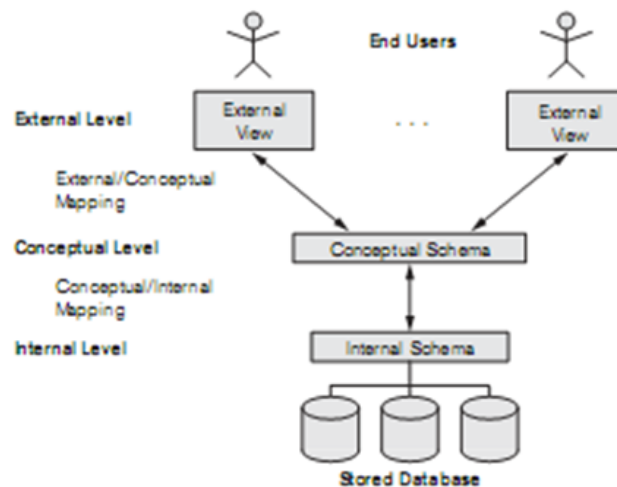 End Users
External Level
External
View
. . .
External
View
External/Conceptual
Mapping
Conceptual Level
Conceptual Schema
Conceptual/Internal
Mapping
Internal Level
Internal Schema
Stored Database